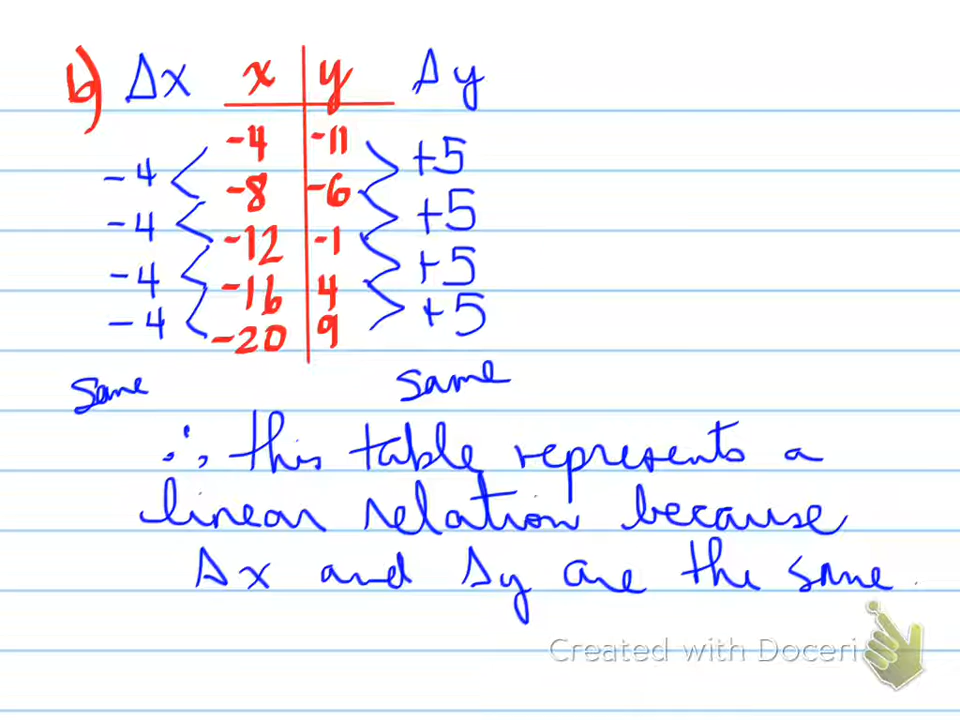 b) Δx x y Δy
-4 -11
-4 +5
-8 -6
-4 +5
-12 -1
-4 +5
-16 4
-4 +5
-20 9
same same
∴ this table represents a
linear relation because
Δx and Δy are the same.
Created with Doceri